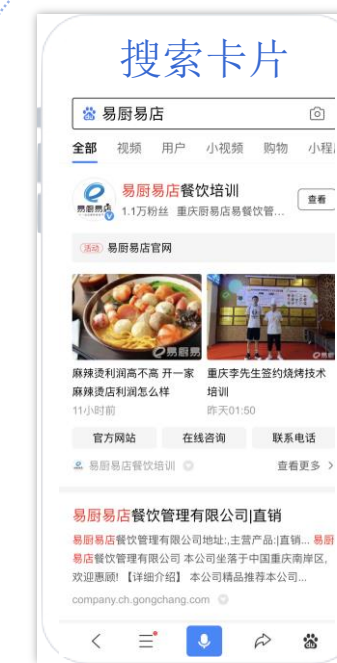 搜索卡片
易厨易店
全部 视频 用户 小视频 购物 小程
易厨易店餐饮培训
1.1万粉丝 重庆厨易店易餐饮管... 查看
活动 易厨易店官网
麻辣烫利润高不高 开一家
麻辣烫店利润怎么样
11小时前
重庆李先生签约烧烤技术
培训
昨天01:50
官方网站 在线咨询 联系电话
易厨易店餐饮培训 查看更多
易厨易店餐饮管理有限公司|直销
易厨易店餐饮管理有限公司地址:,主营产品:|直销... 易厨
易店餐饮管理有限公司 本公司坐落于中国重庆南岸区,
欢迎惠顾! 【详细介绍】 本公司精品推荐本公司...
company.ch.gongchang.com